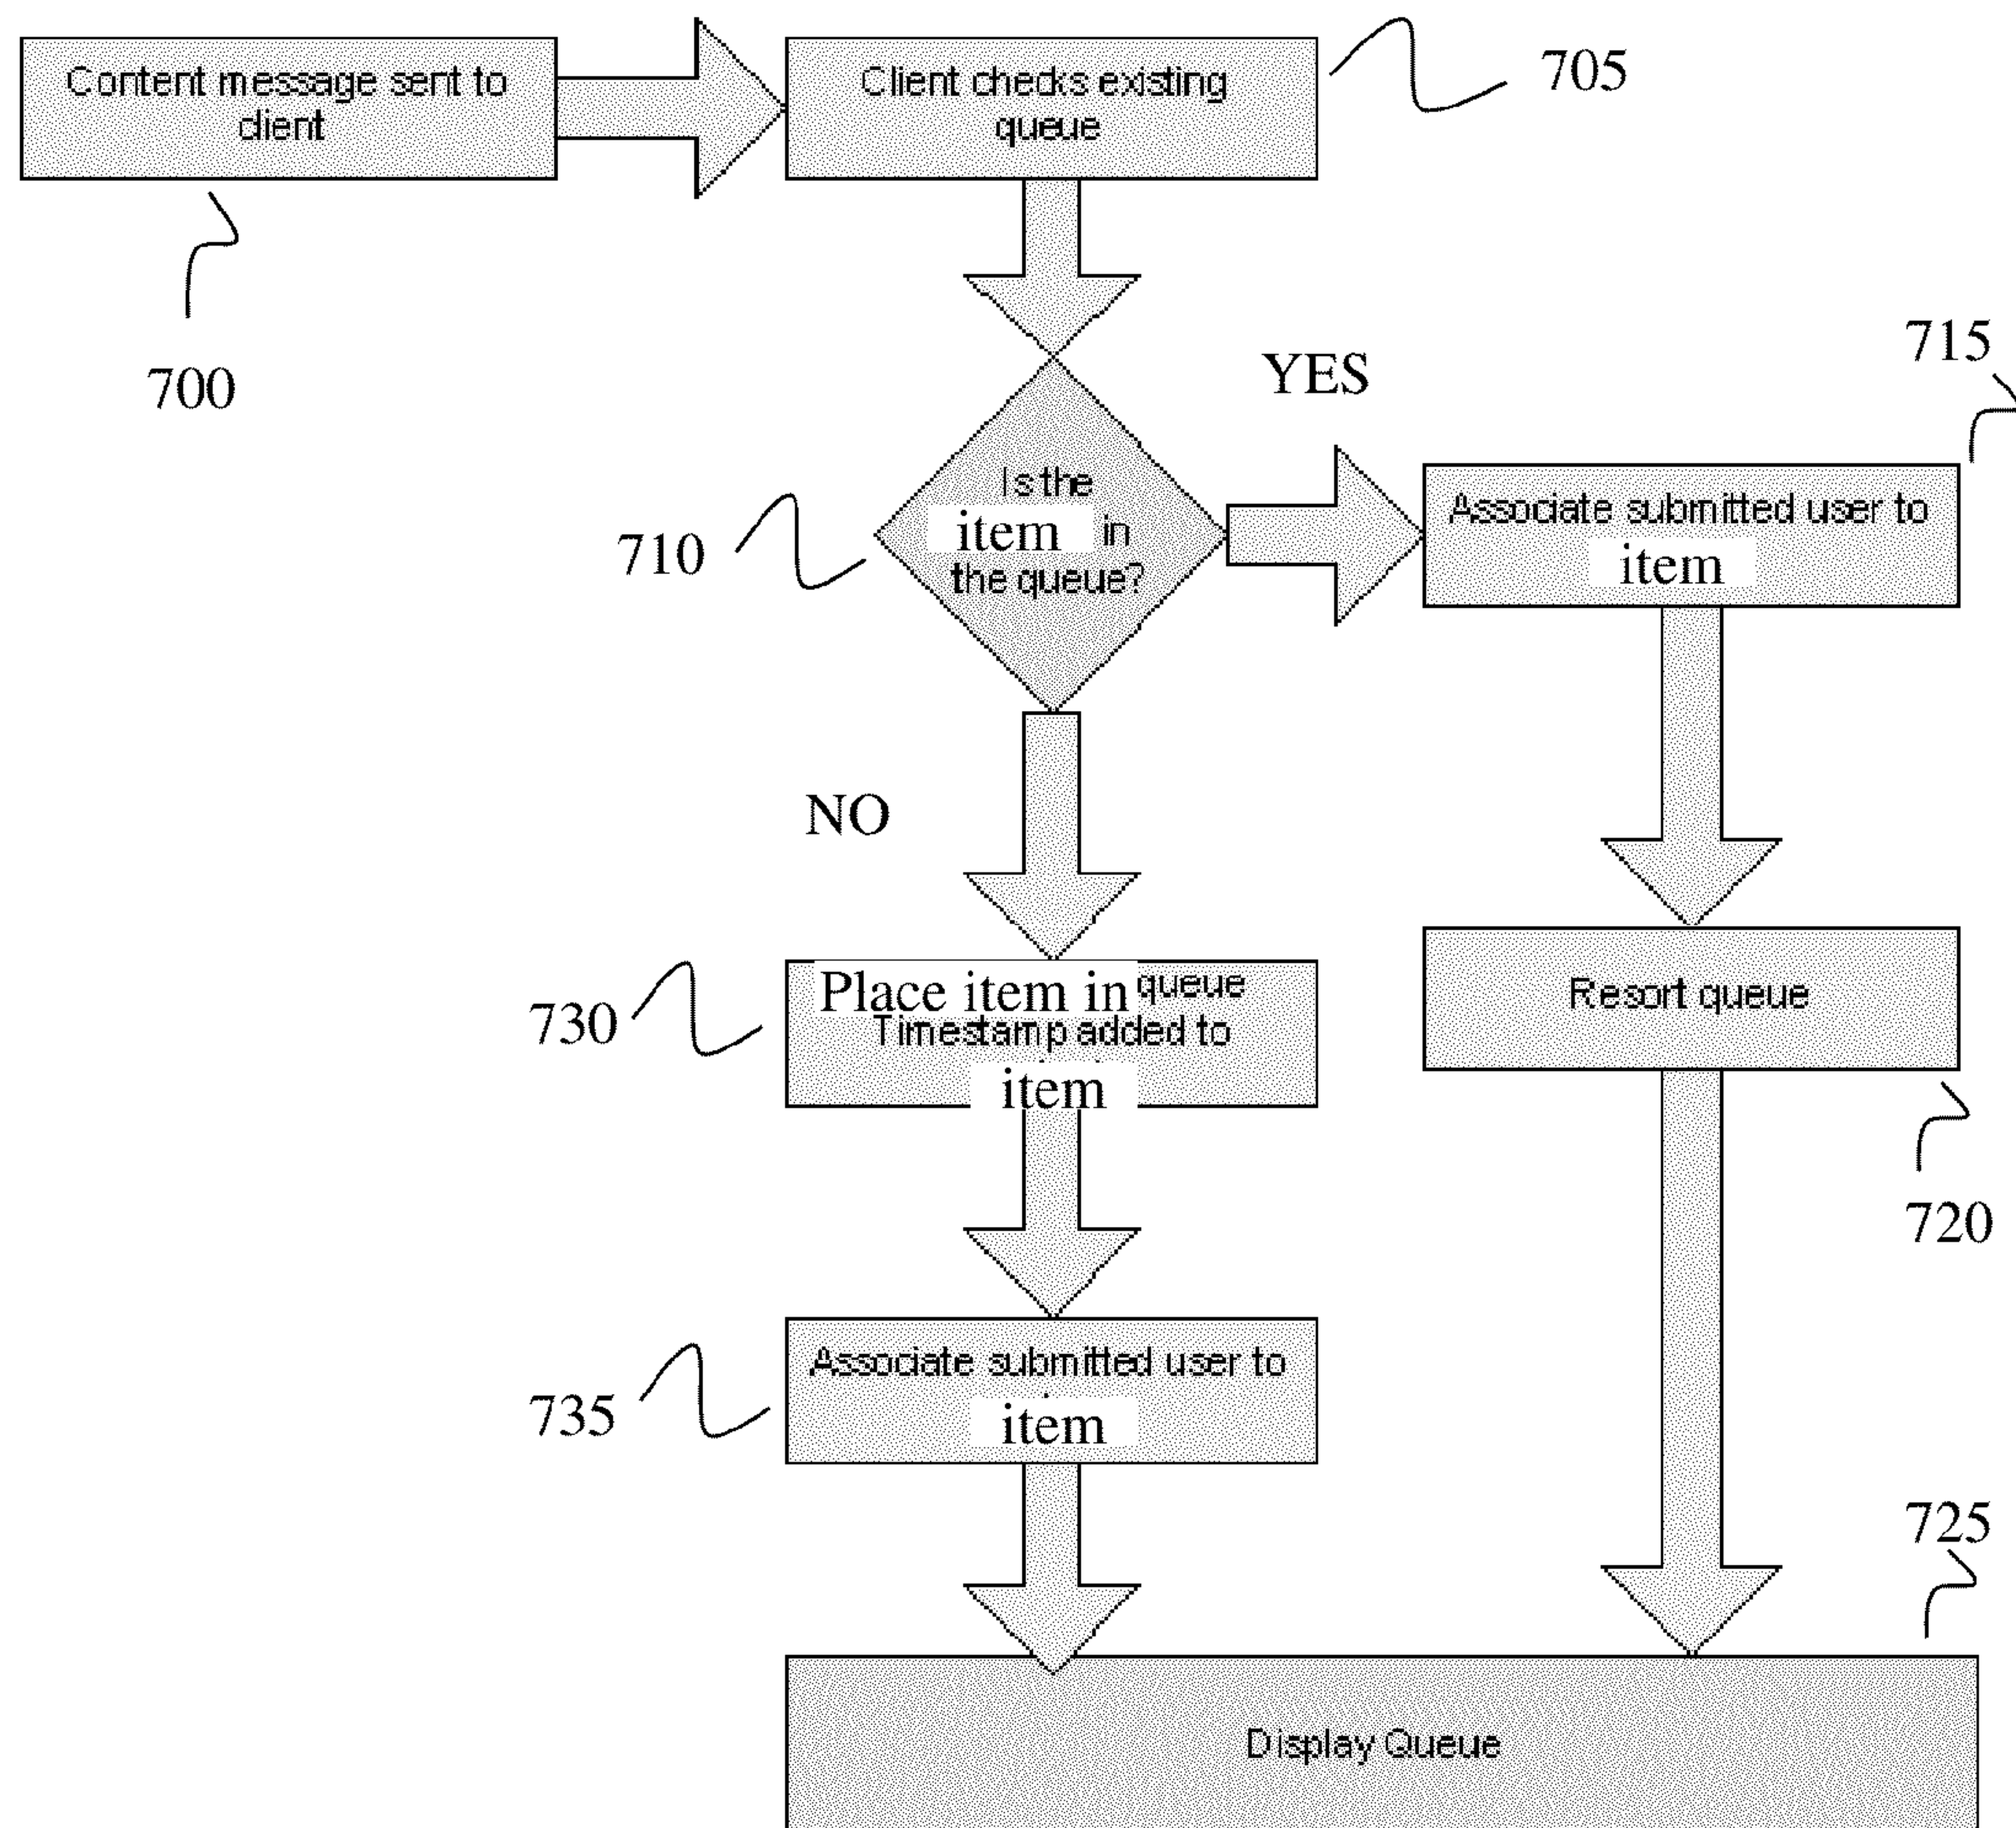 Content message sent to
client
Client checks existing
queue
705
700
YES
715
Is the
item in
the queue?
710
Associate submitted user to
item
NO
Place item in queue
Timestamp added to
item
730
Resort queue
720
Associate submitted user to
item
735
725
Display Queue